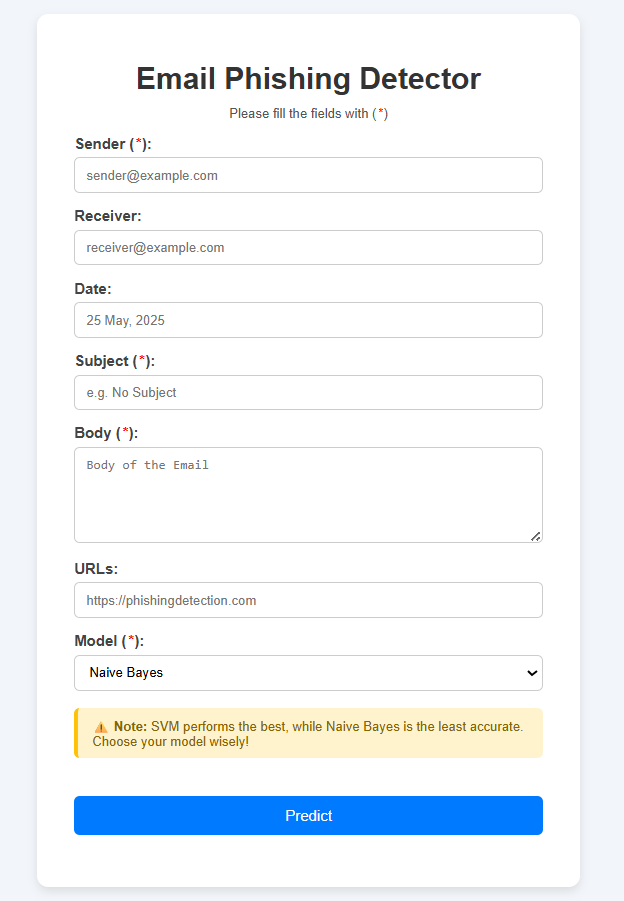 Email Phishing Detector
Please fill the fields with (*)
Sender (*):
sender@example.com
Receiver:
receiver@example.com
Date:
25 May, 2025
Subject (*):
e.g. No Subject
Body (*):
Body of the Email
URLs:
https://phishingdetection.com
Model (*):
Naive Bayes
⚠️ Note: SVM performs the best, while Naive Bayes is the least accurate.
Choose your model wisely!
Predict